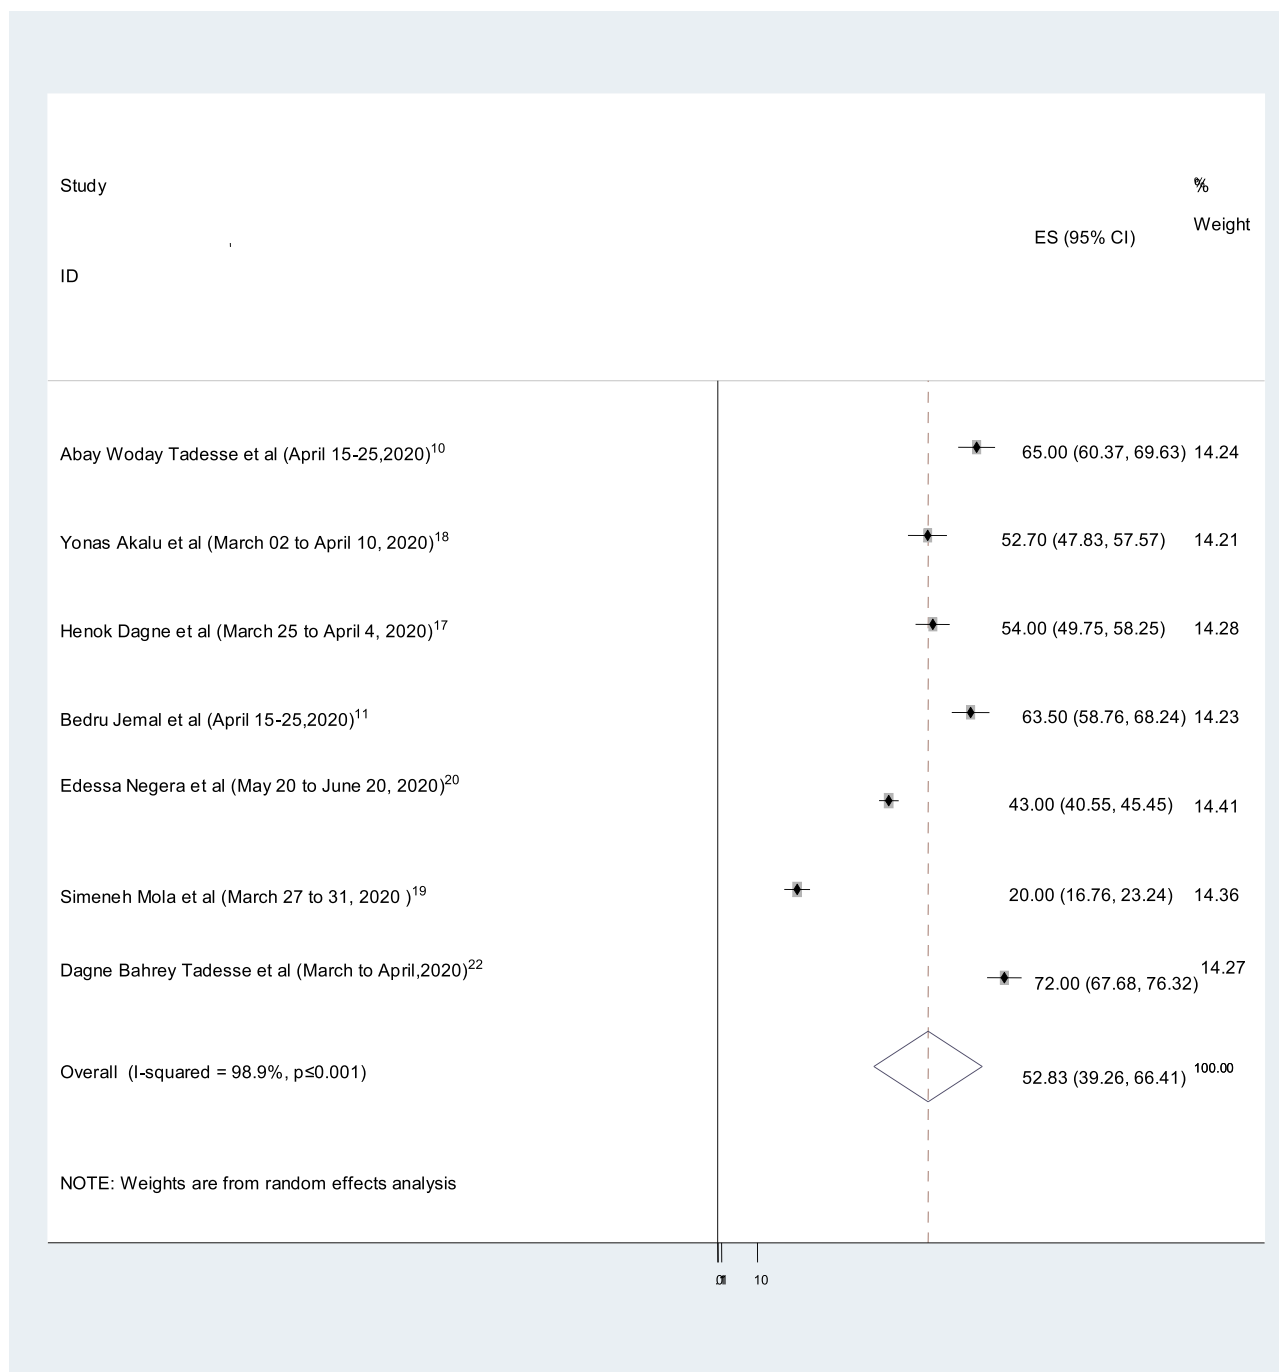 Study %
Weight
ES (95% CI)
ID
Abay Woday Tadesse et al (April 15-25,2020)10 65.00 (60.37, 69.63) 14.24
Yonas Akalu et al (March 02 to April 10, 2020)18 52.70 (47.83, 57.57) 14.21
Henok Dagne et al (March 25 to April 4, 2020)17 54.00 (49.75, 58.25) 14.28
Bedru Jemal et al (April 15-25,2020)11 63.50 (58.76, 68.24) 14.23
Edessa Negera et al (May 20 to June 20, 2020)20 43.00 (40.55, 45.45) 14.41
Simeneh Mola et al (March 27 to 31, 2020 )19 20.00 (16.76, 23.24) 14.36
Dagne Bahrey Tadesse et al (March to April,2020)22 72.00 (67.68, 76.32) 14.27
Overall (I-squared = 98.9%, p≤0.001) 52.83 (39.26, 66.41) 100.00
NOTE: Weights are from random effects analysis
10